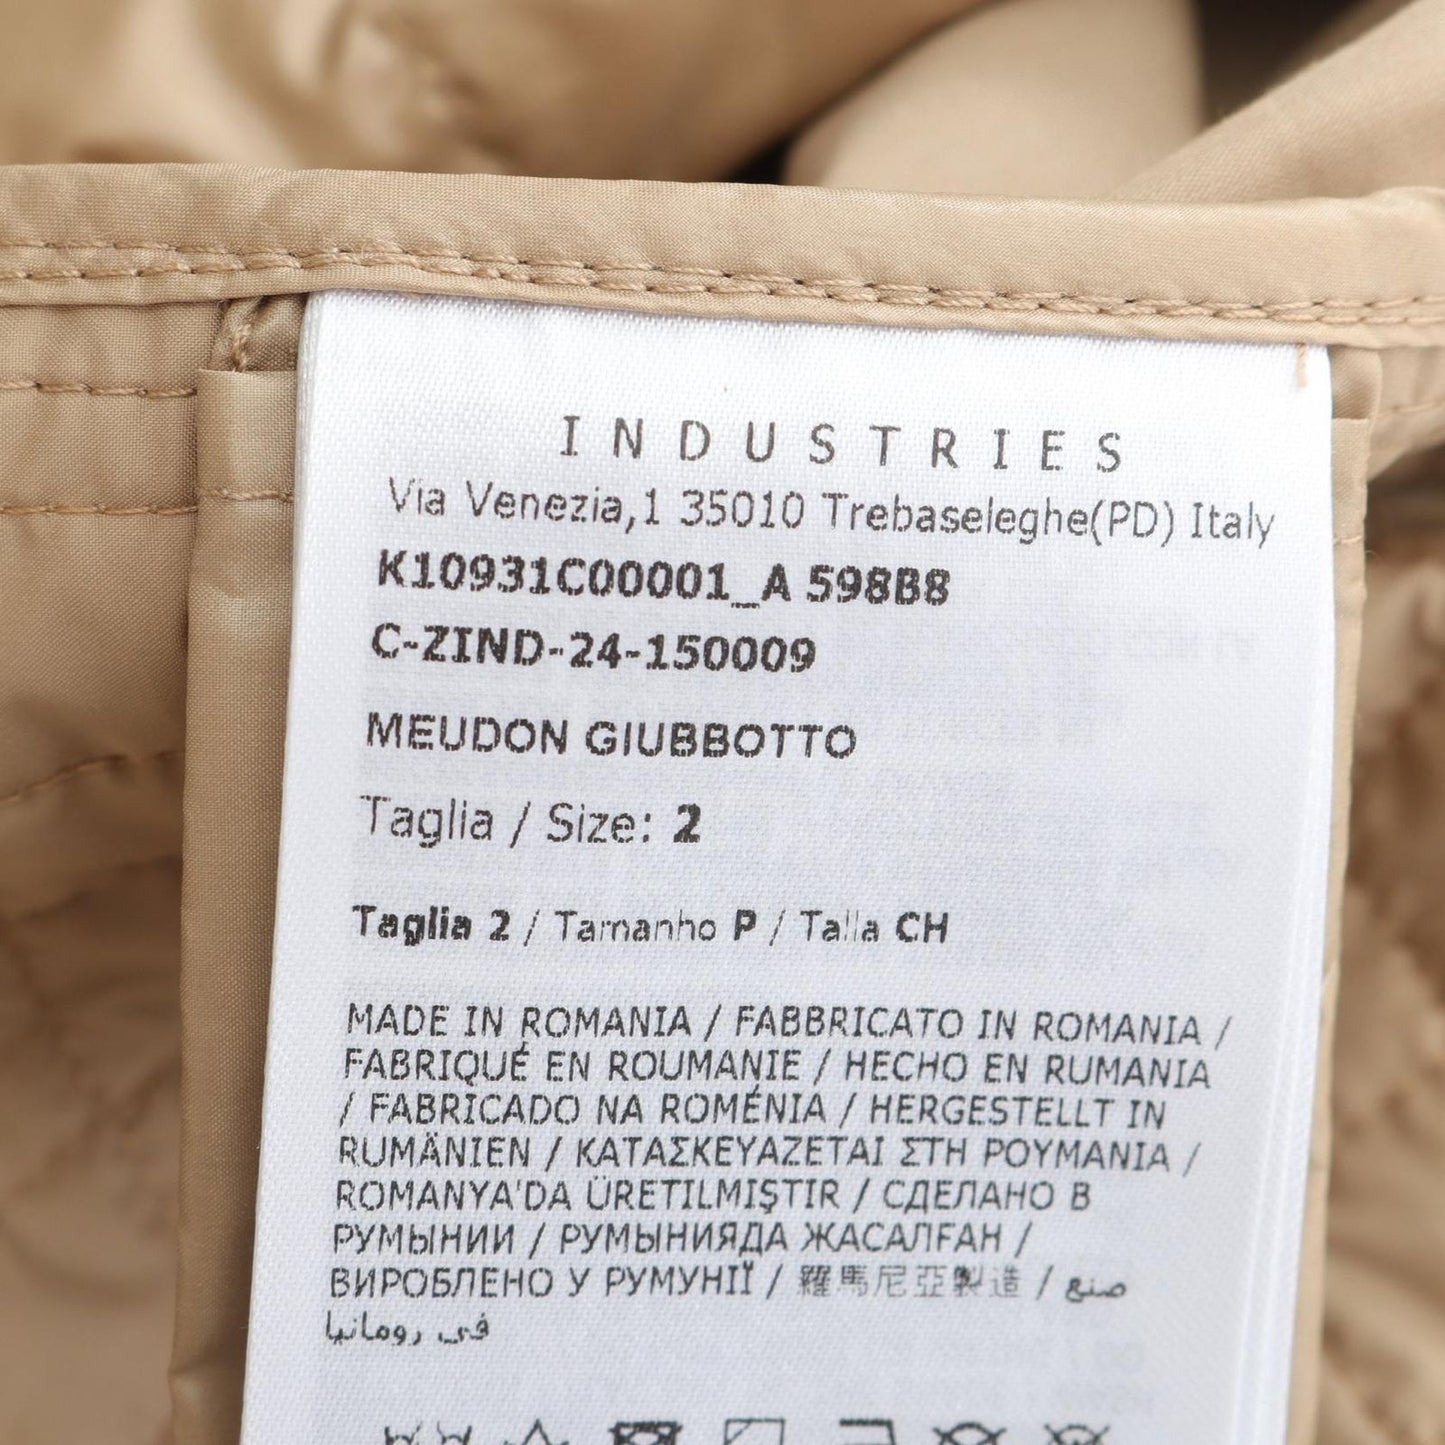 INDUSTRIES
Via Venezia,1 35010 Trebaseleghe(PD) Italy
K10931C00001_A 598B8
C-ZIND-24-150009
MEUDON GIUBBOTTO
Taglia / Size: 2
Taglia 2 / Tamanho P / Talla CH
MADE IN ROMANIA / FABBRICATO IN ROMANIA /
FABRIQUÉ EN ROUMANIE / HECHO EN RUMANIA
/ FABRICADO NA ROMÉNIA / HERGESTELLT IN
RUMÄNIEN / ΚΑΤΑΣΚΕΥΑΖΕΤΑΙ ΣΤΗ ΡΟΥΜΑΝΙΑ /
ROMANYA'DA ÜRETILMIŞTIR / СДЕЛАНО В
РУМЫНИИ / РУМЫНИЯДА ЖАСАЛҒАН /
ВИРОБЛЕНО У РУМУНІЇ / 羅馬尼亞製造 / صنع
في رومانيا